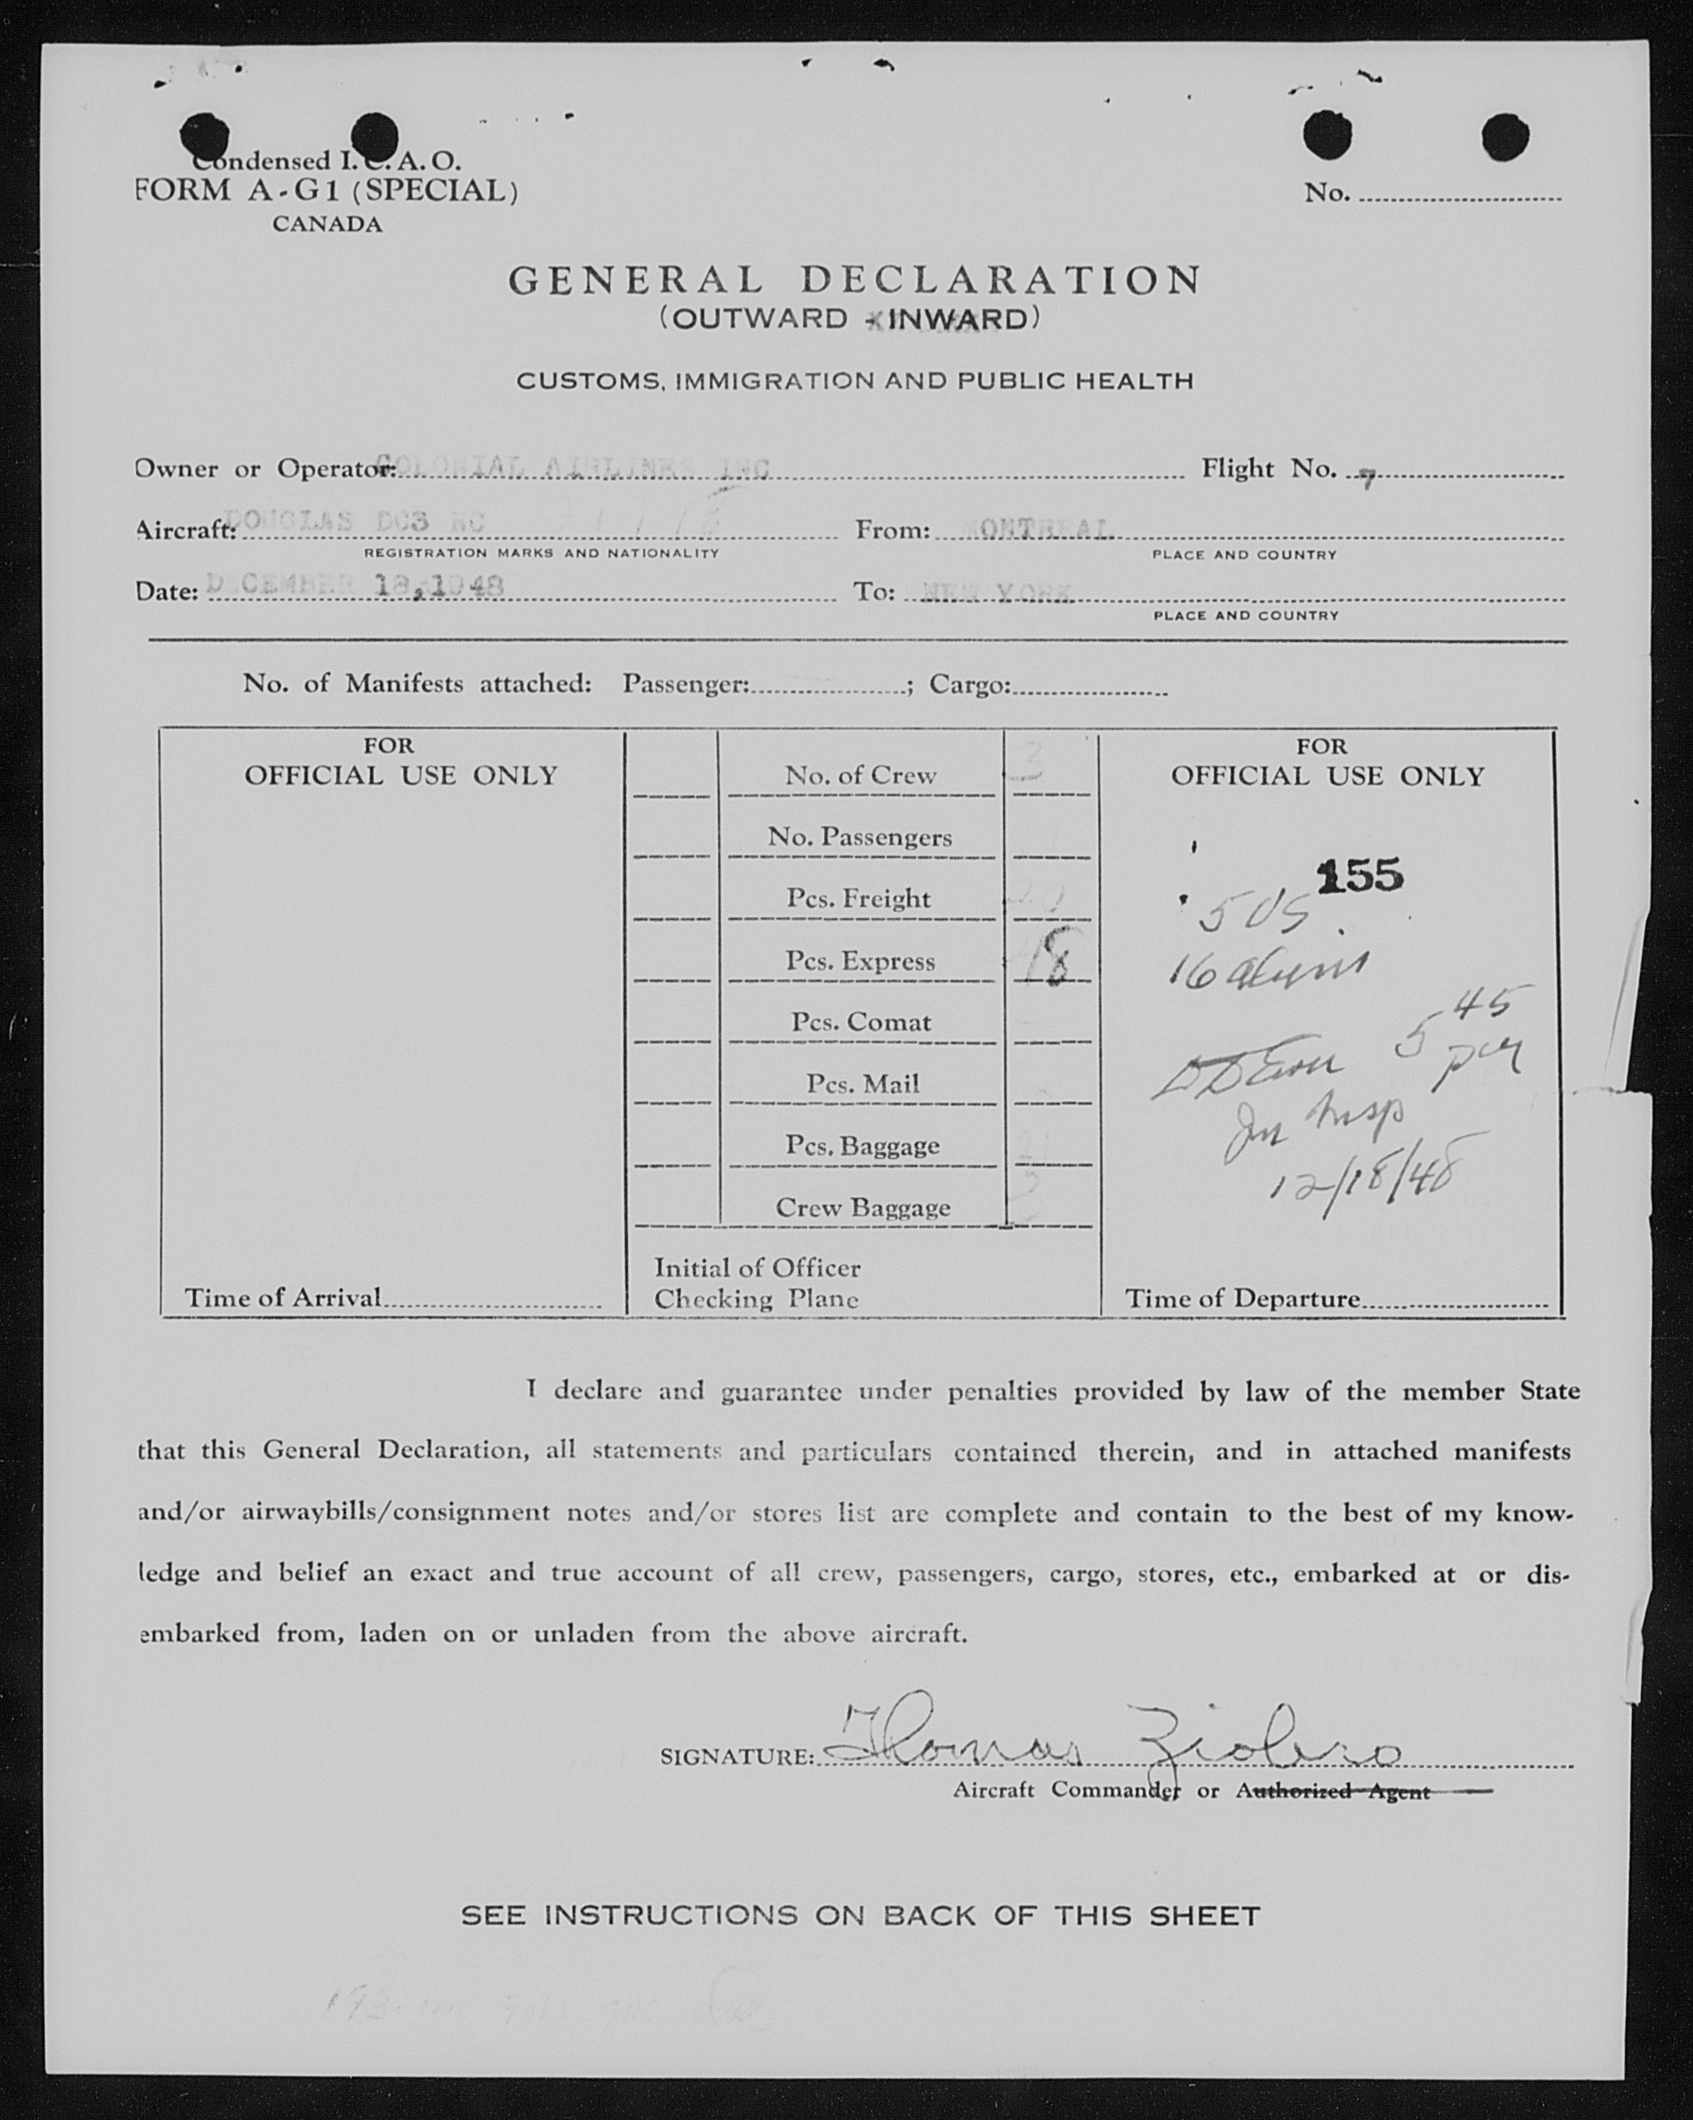 Condensed I. C. A. O.
FORM A-G1 (SPECIAL)
CANADA
No.
GENERAL DECLARATION
(OUTWARD - INWARD)
CUSTOMS, IMMIGRATION AND PUBLIC HEALTH
Owner or Operator: COLONIAL AIRLINES INC Flight No. 7
Aircraft: DOUGLAS DC3 NC From: MONTREAL
REGISTRATION MARKS AND NATIONALITY PLACE AND COUNTRY
Date: DECEMBER 18,1948 To: NEW YORK
PLACE AND COUNTRY
No. of Manifests attached: Passenger: ; Cargo:
FOR
OFFICIAL USE ONLY
Time of Arrival
No. of Crew 3
No. Passengers
Pcs. Freight
Pcs. Express 18
Pcs. Comat
Pcs. Mail
Pcs. Baggage
Crew Baggage
Initial of Officer
Checking Plane
FOR
OFFICIAL USE ONLY
155
5 US
16 aliens
5 45
Im Insp
12/18/48
Time of Departure
I declare and guarantee under penalties provided by law of the member State
that this General Declaration, all statements and particulars contained therein, and in attached manifests
and/or airwaybills/consignment notes and/or stores list are complete and contain to the best of my know-
ledge and belief an exact and true account of all crew, passengers, cargo, stores, etc., embarked at or dis-
embarked from, laden on or unladen from the above aircraft.
SIGNATURE: Thomas
Aircraft Commander or Authorized Agent
SEE INSTRUCTIONS ON BACK OF THIS SHEET